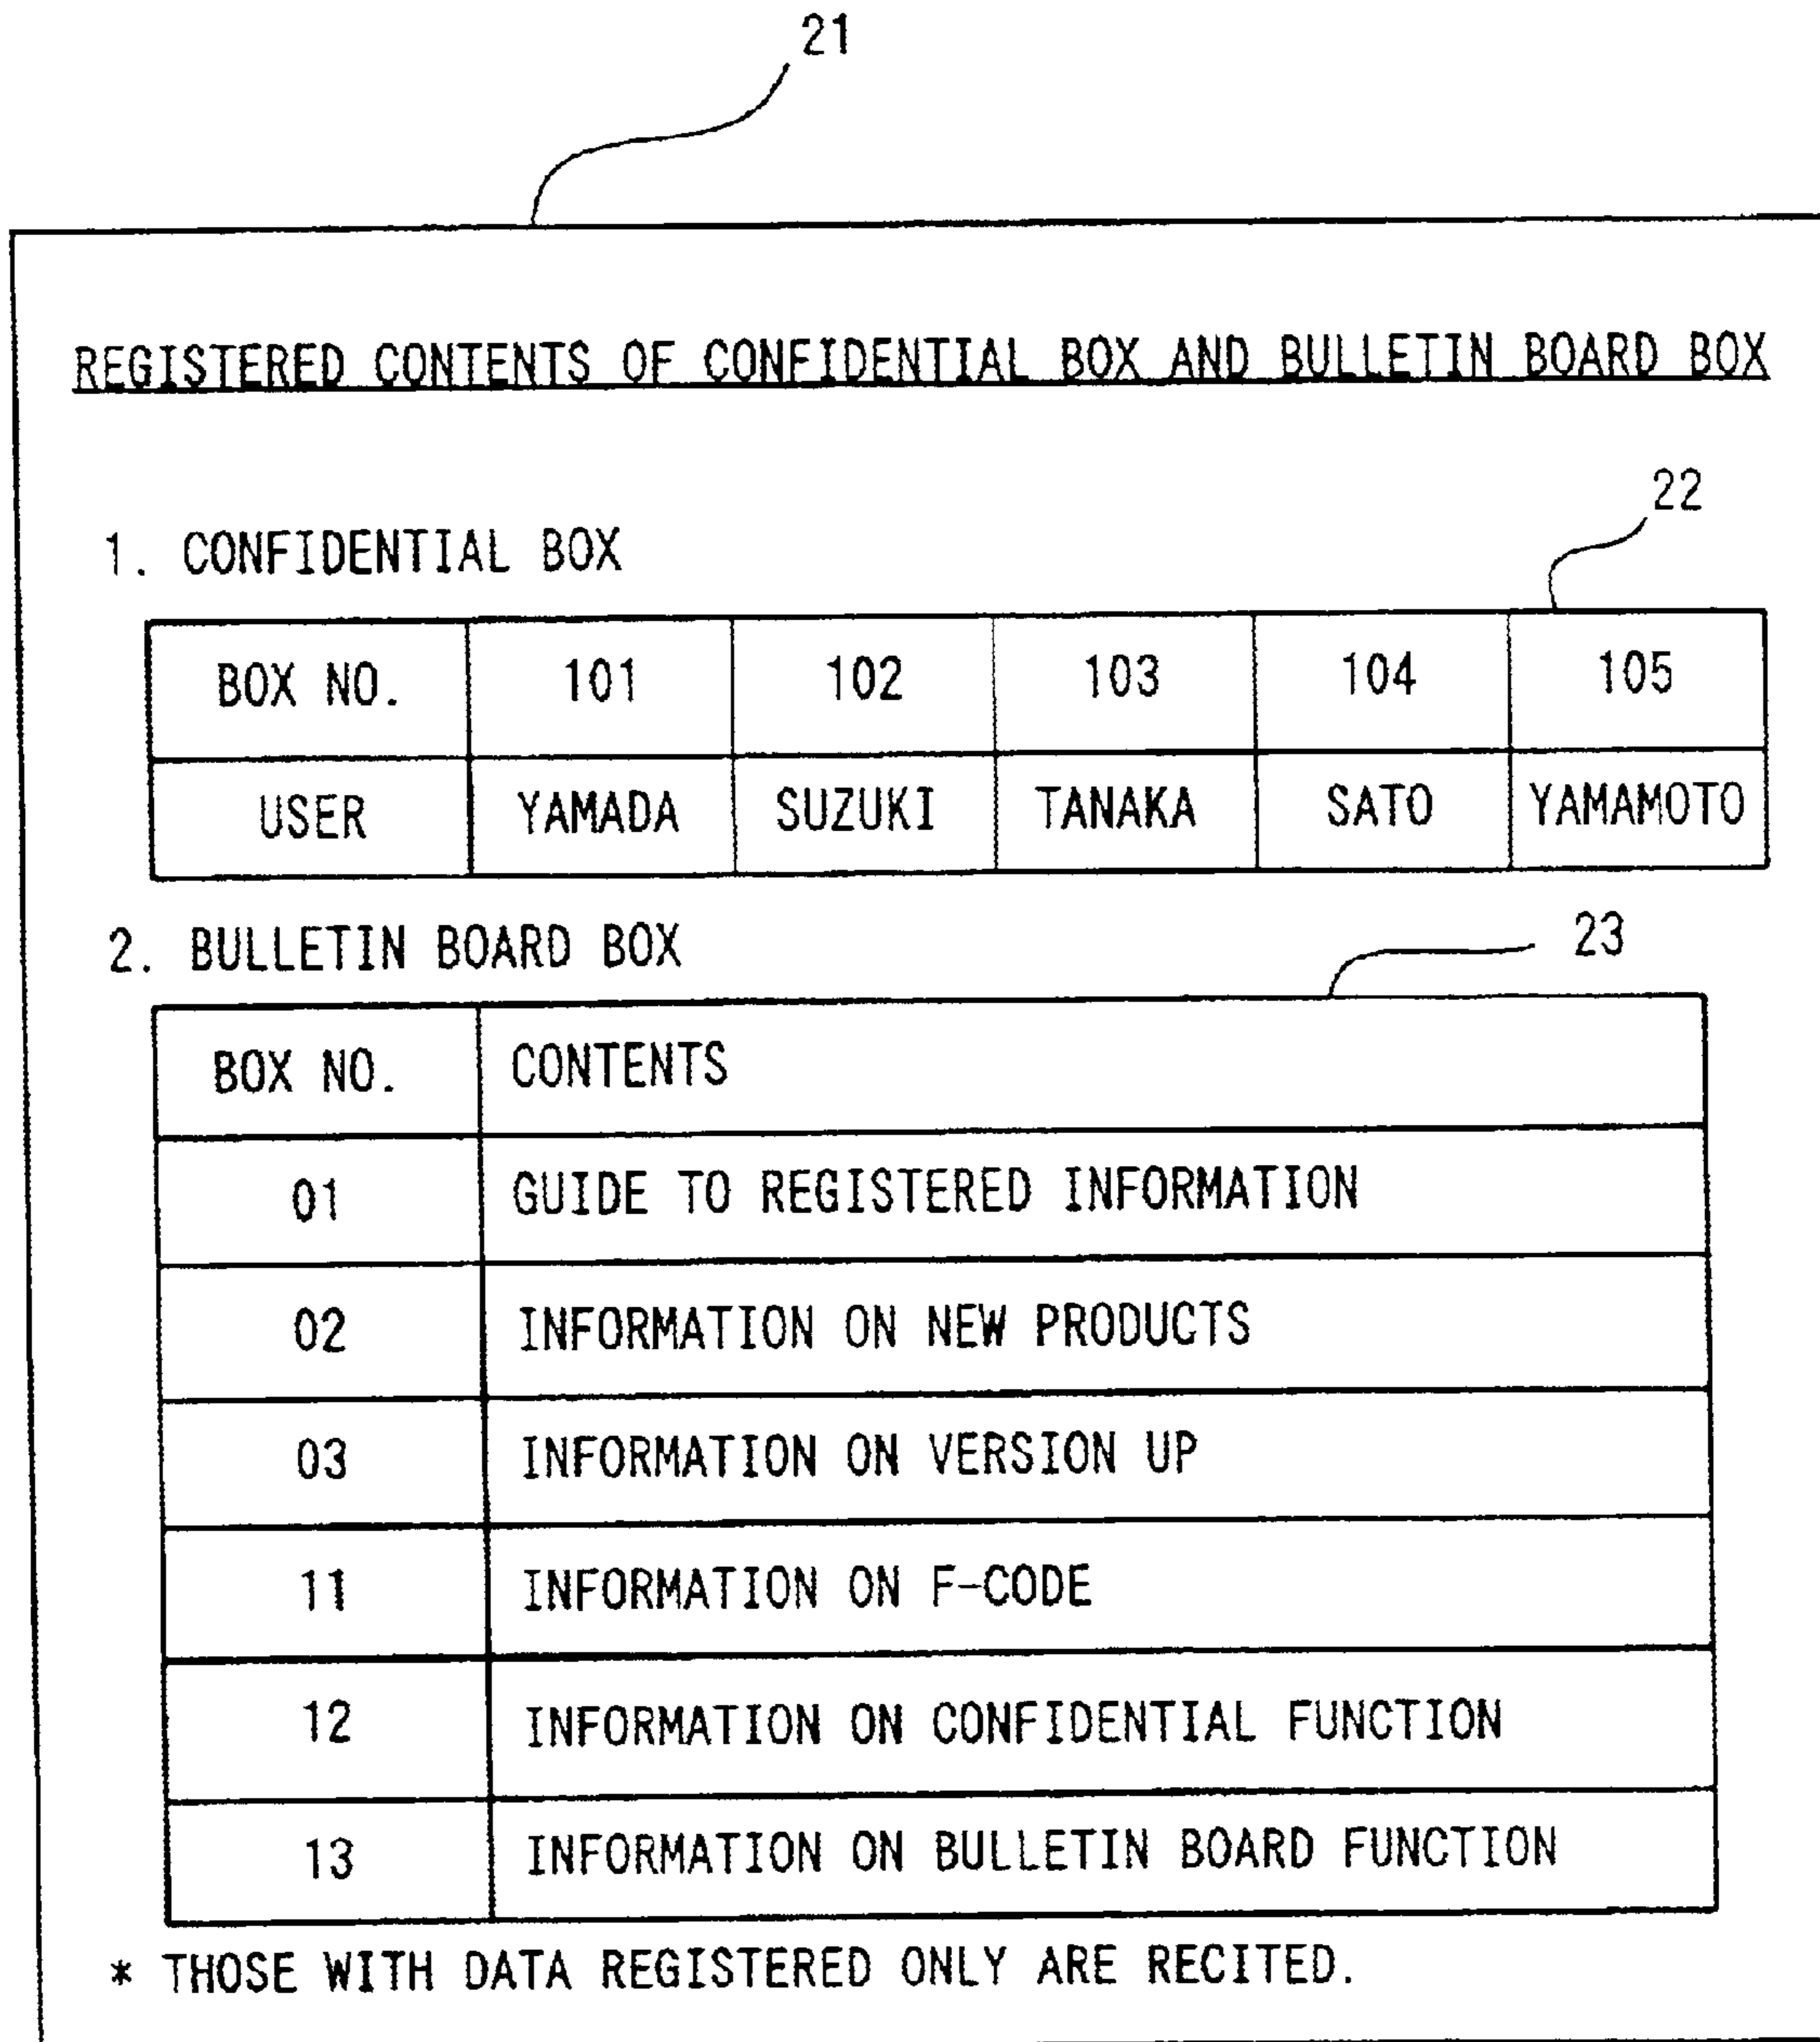 21
REGISTERED CONTENTS OF CONFIDENTIAL BOX AND BULLETIN BOARD BOX
22
1. CONFIDENTIAL BOX
BOX NO. 101 102 103 104 105
USER YAMADA SUZUKI TANAKA SATO YAMAMOTO
2. BULLETIN BOARD BOX 23
BOX NO. CONTENTS
01 GUIDE TO REGISTERED INFORMATION
02 INFORMATION ON NEW PRODUCTS
03 INFORMATION ON VERSION UP
11 INFORMATION ON F-CODE
12 INFORMATION ON CONFIDENTIAL FUNCTION
13 INFORMATION ON BULLETIN BOARD FUNCTION
* THOSE WITH DATA REGISTERED ONLY ARE RECITED.